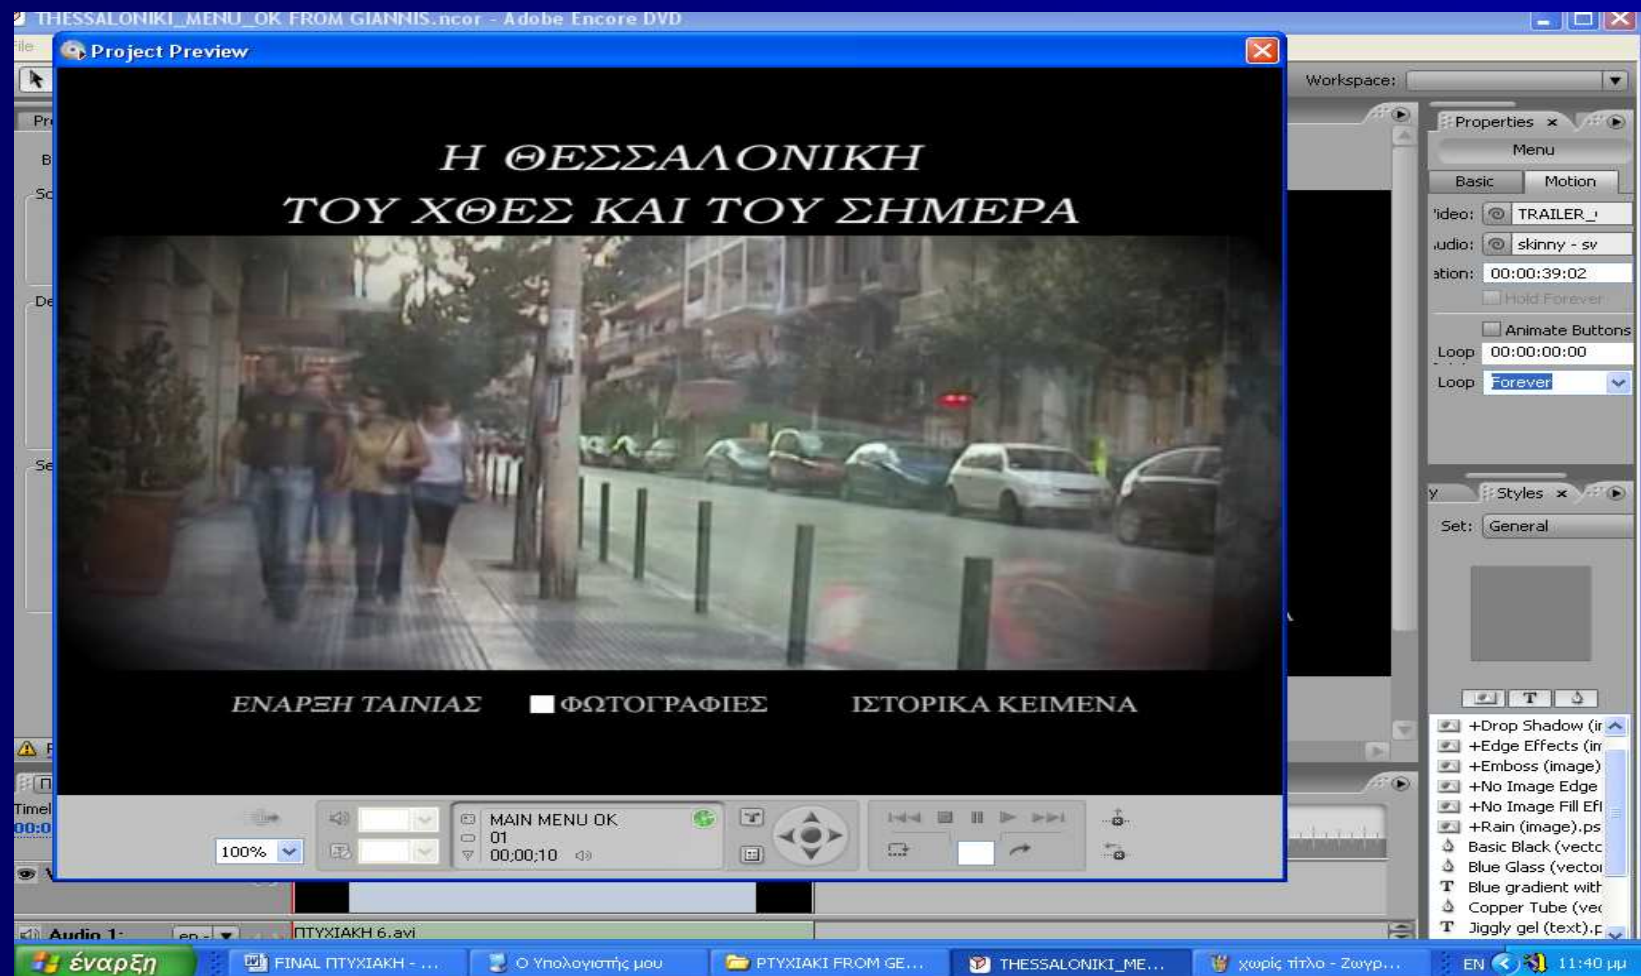 THESSALONIKI_MENU_OK FROM GIANNIS.ncor - Adobe Encore DVD
Project Preview
Workspace:
Η ΘΕΣΣΑΛΟΝΙΚΗ
ΤΟΥ ΧΘΕΣ ΚΑΙ ΤΟΥ ΣΗΜΕΡΑ
ΕΝΑΡΞΗ ΤΑΙΝΙΑΣ ΦΩΤΟΓΡΑΦΙΕΣ ΙΣΤΟΡΙΚΑ ΚΕΙΜΕΝΑ
MAIN MENU OK
01
100% 00;00;10
Properties
Menu
Basic Motion
TRAILER_
skinny - sv
00:00:39:02
Hold Forever
Animate Buttons
Loop 00:00:00:00
Loop Forever
Styles
Set: General
T
+Drop Shadow (ir
+Edge Effects (im
+Emboss (image)
+No Image Edge
+No Image Fill Eff
+Rain (image).ps
Basic Black (vectc
Blue Glass (vector
Blue gradient with
Copper Tube (vec
Jiggly gel (text).p
Audio 1: en - ΠΤΥΧΙΑΚΗ 6.avi
έναρξη FINAL ΠΤΥΧΙΑΚΗ - ... Ο Υπολογιστής μου PTYXIAKI FROM GE... THESSALONIKI_ME... χωρίς τίτλο - Ζωγρ... EN 11:40 μμ